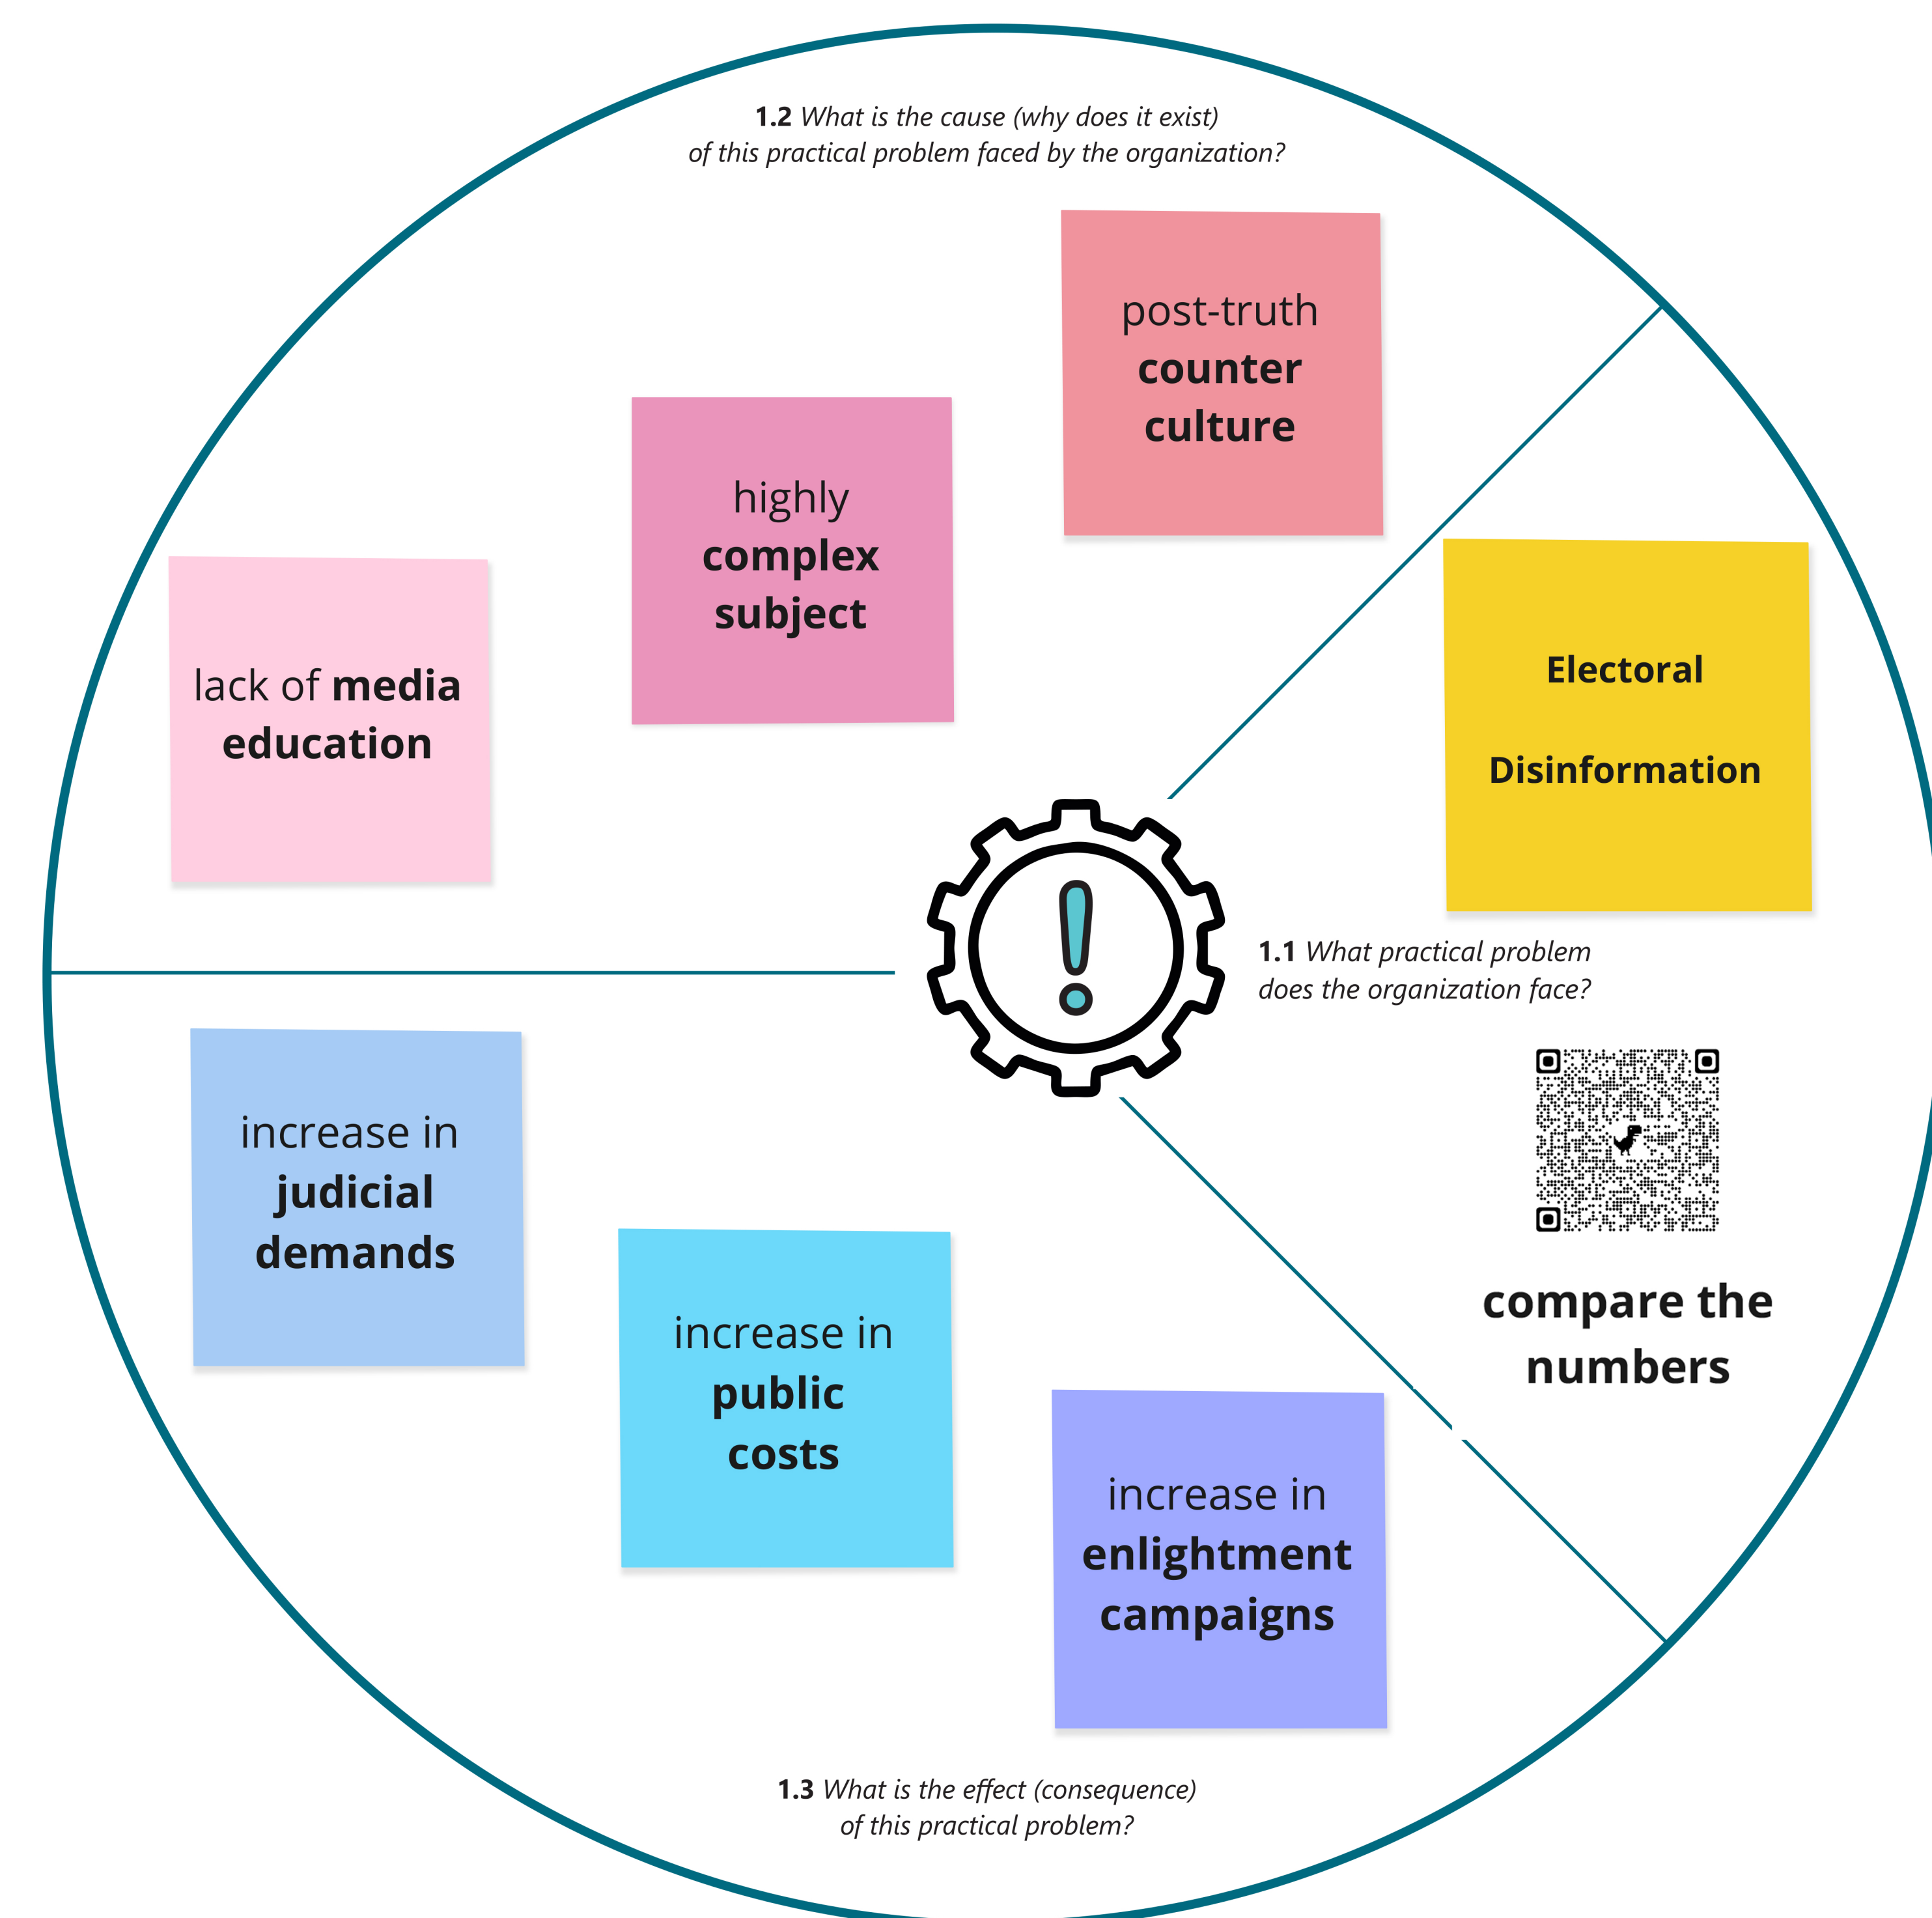 1.2 What is the cause (why does it exist)
of this practical problem faced by the organization?
post-truth
counter
culture
highly
complex
subject
lack of media
education
Electoral
Disinformation
1.1 What practical problem
does the organization face?
compare the
numbers
increase in
judicial
demands
increase in
public
costs
increase in
enlightment
campaigns
1.3 What is the effect (consequence)
of this practical problem?